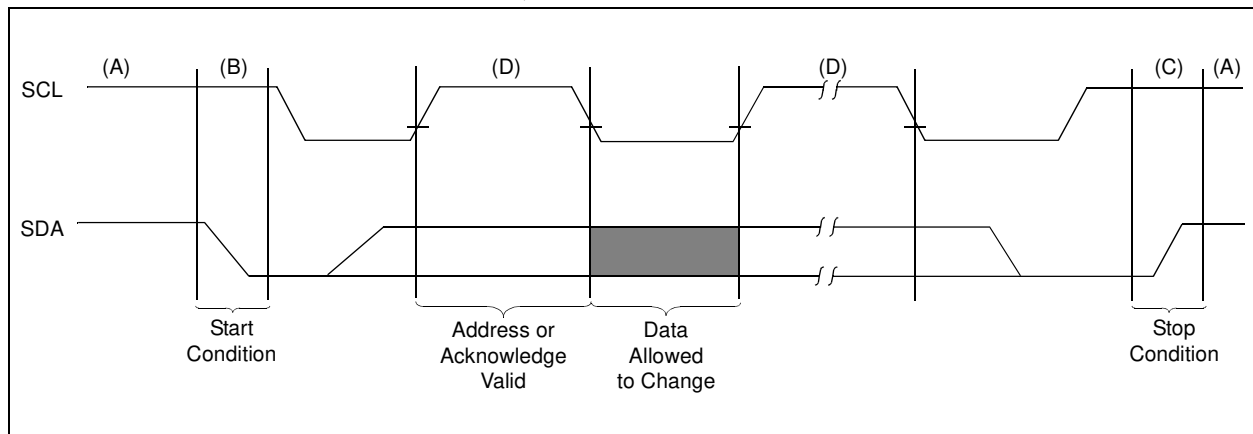 (A) (B) (D) (D) (C) (A)
SCL
SDA
Start
Condition
Address or
Acknowledge
Valid
Data
Allowed
to Change
Stop
Condition